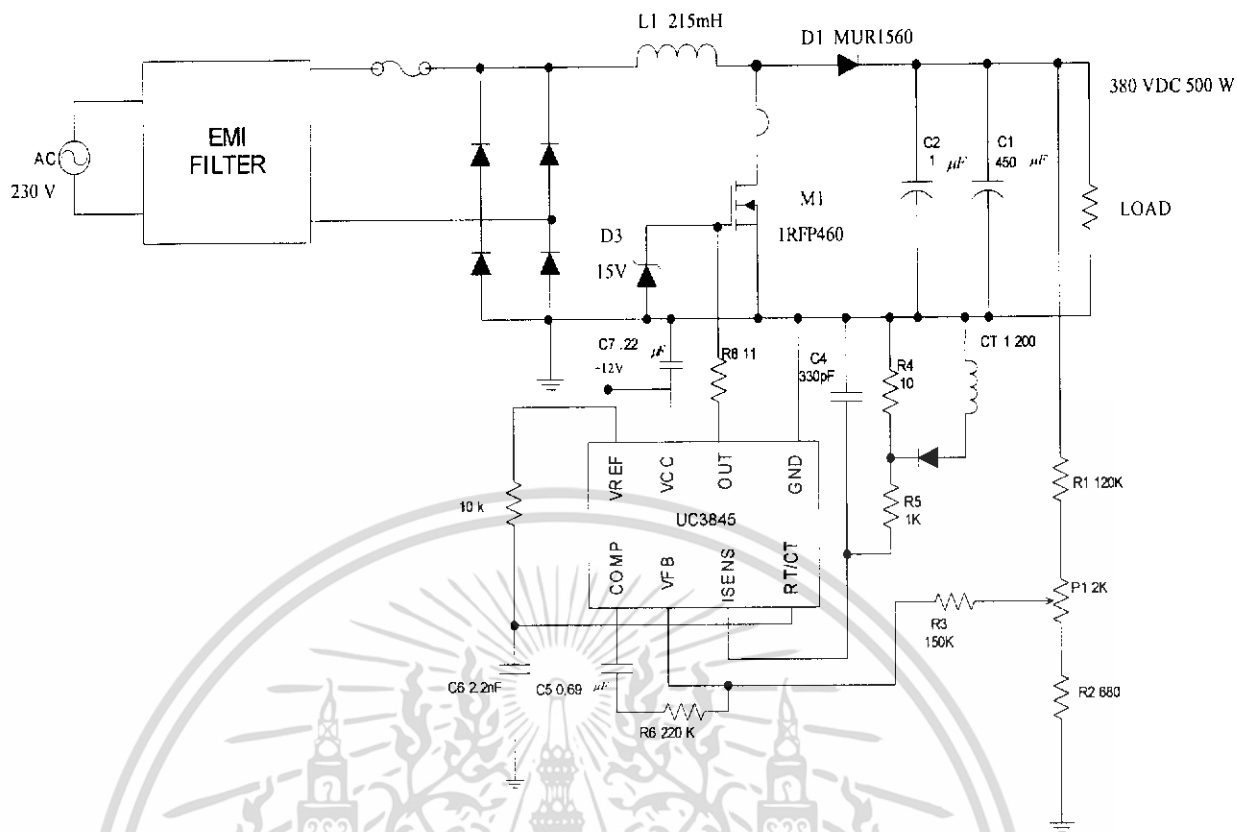 L1 215mH
D1 MUR1560
380 VDC 500 W
EMI
FILTER
AC
230 V
C2
1 μF
C1
450 μF
LOAD
M1
1RFP460
D3
15V
C7 .22 μF
-12V
R8 11
C4
330pF
R4
10
CT 1 200
VREF
VCC
OUT
GND
10 k
UC3845
R5
1K
R1 120K
COMP
VFB
ISENS
RT/CT
P1 2K
R3
150K
C6 2.2nF
C5 0.69 μF
R6 220 K
R2 680